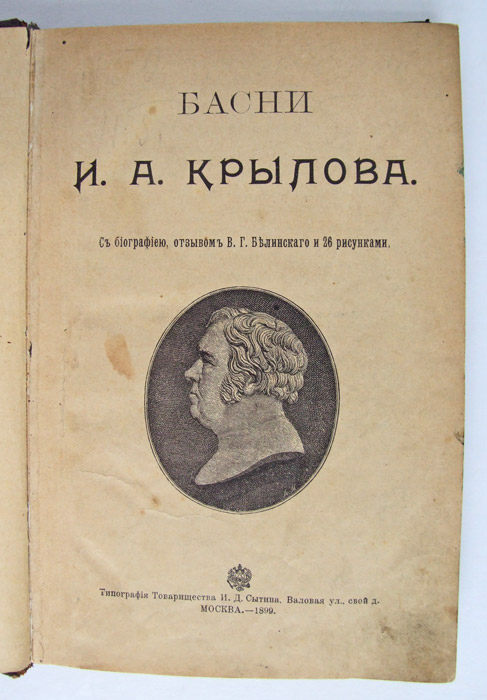 БАСНИ
И. А. КРЫЛОВА.
Съ біографіею, отзывомъ В. Г. Бѣлинскаго и 26 рисунками.
Типографія Товарищества И. Д. Сытина. Валовая ул., свой д.
МОСКВА.—1899.